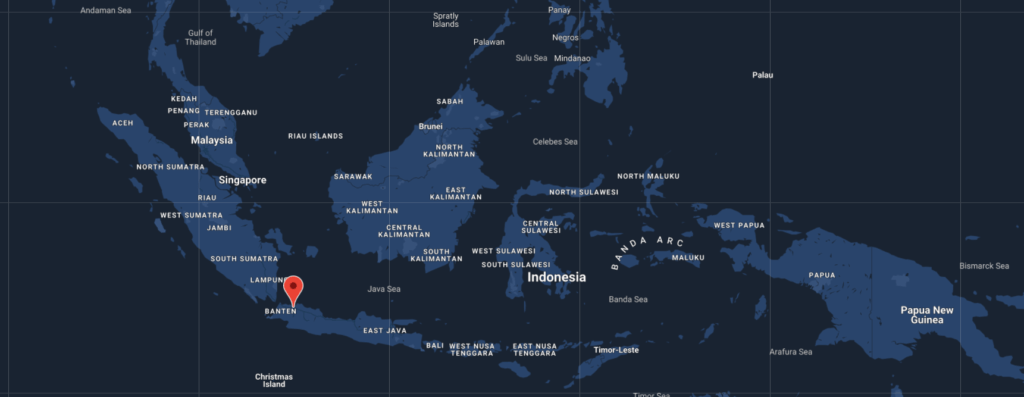 Andaman Sea
Gulf of
Thailand
Spratly
Islands
Panay
Palawan
Negros
Sulu Sea
Mindanao
Palau
KEDAH
PENANG
TERENGGANU
PERAK
Malaysia
ACEH
RIAU ISLANDS
SABAH
Brunei
NORTH
KALIMANTAN
Celebes Sea
NORTH SUMATRA
Singapore
SARAWAK
NORTH MALUKU
NORTH SULAWESI
RIAU
WEST SUMATRA
JAMBI
WEST
KALIMANTAN
EAST
KALIMANTAN
CENTRAL
KALIMANTAN
CENTRAL
SULAWESI
WEST PAPUA
BANDA ARC
SOUTH SUMATRA
SOUTH
KALIMANTAN
WEST SULAWESI
SOUTH SULAWESI
MALUKU
Indonesia
PAPUA
Bismarck Sea
LAMPUNG
Java Sea
Banda Sea
BANTEN
Papua New
Guinea
EAST JAVA
BALI
WEST NUSA
TENGGARA
EAST NUSA
TENGGARA
Timor-Leste
Arafura Sea
Christmas
Island
Timor Sea